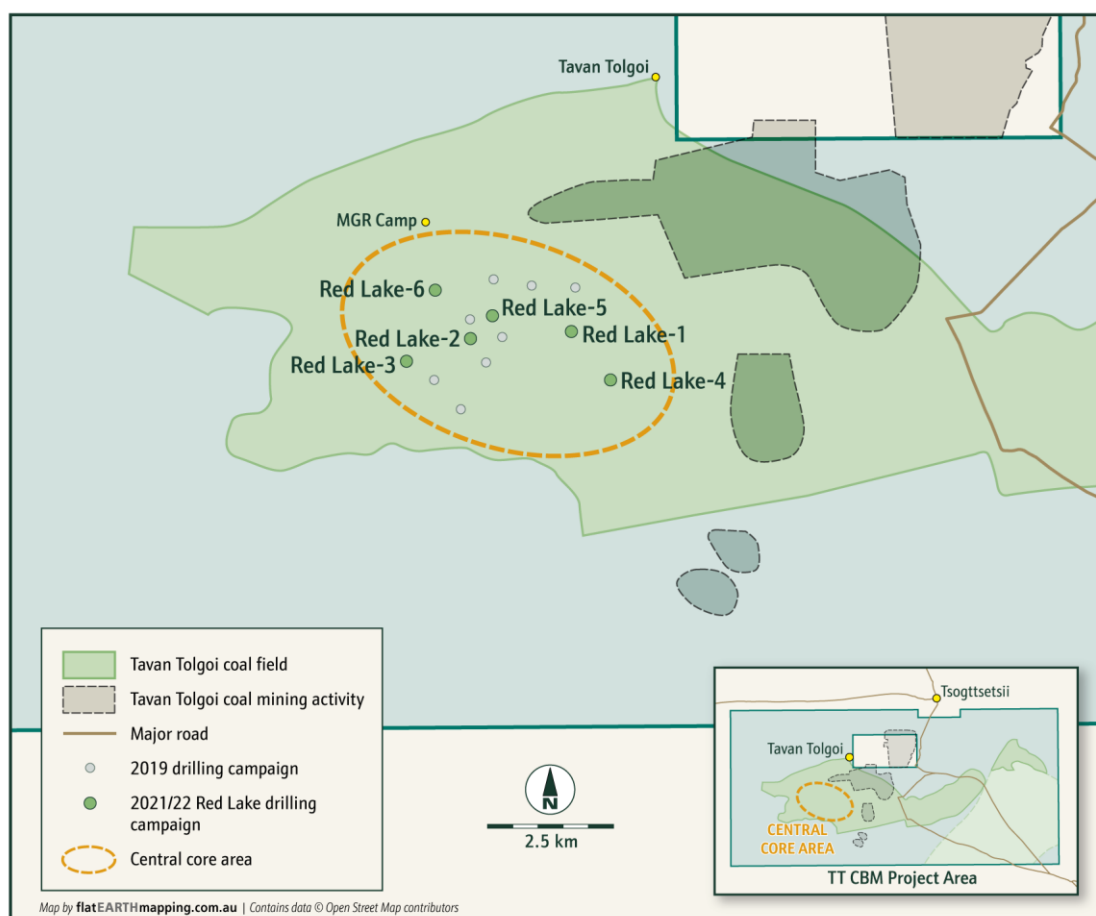 Tavan Tolgoi
MGR Camp
Red Lake-6
Red Lake-5
Red Lake-1
Red Lake-2
Red Lake-3
Red Lake-4
Tavan Tolgoi coal field
Tavan Tolgoi coal mining activity
Major road
2019 drilling campaign
2021/22 Red Lake drilling
campaign
Central core area
N
2.5 km
Tsogttsetsii
Tavan Tolgoi
CENTRAL
CORE AREA
TT CBM Project Area
Map by flatEARTHmapping.com.au | Contains data © Open Street Map contributors